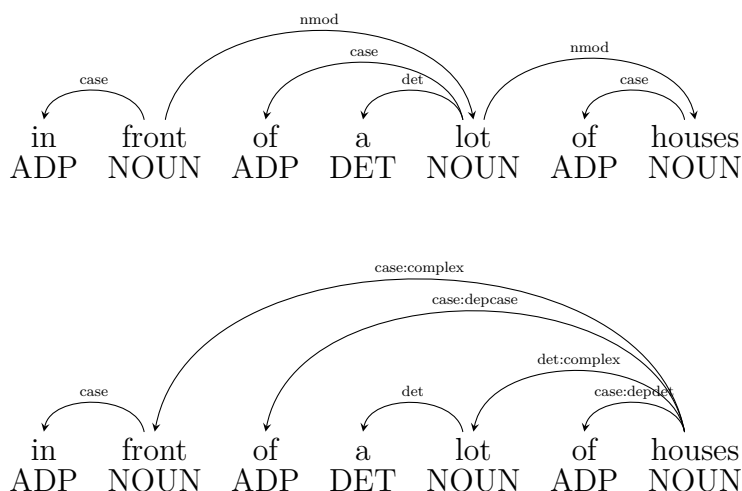 nmod
case
nmod
case
det
case
in front of a lot of houses
ADP NOUN ADP DET NOUN ADP NOUN
case:complex
case:depcase
det:complex
case
det
case:depdet
in front of a lot of houses
ADP NOUN ADP DET NOUN ADP NOUN